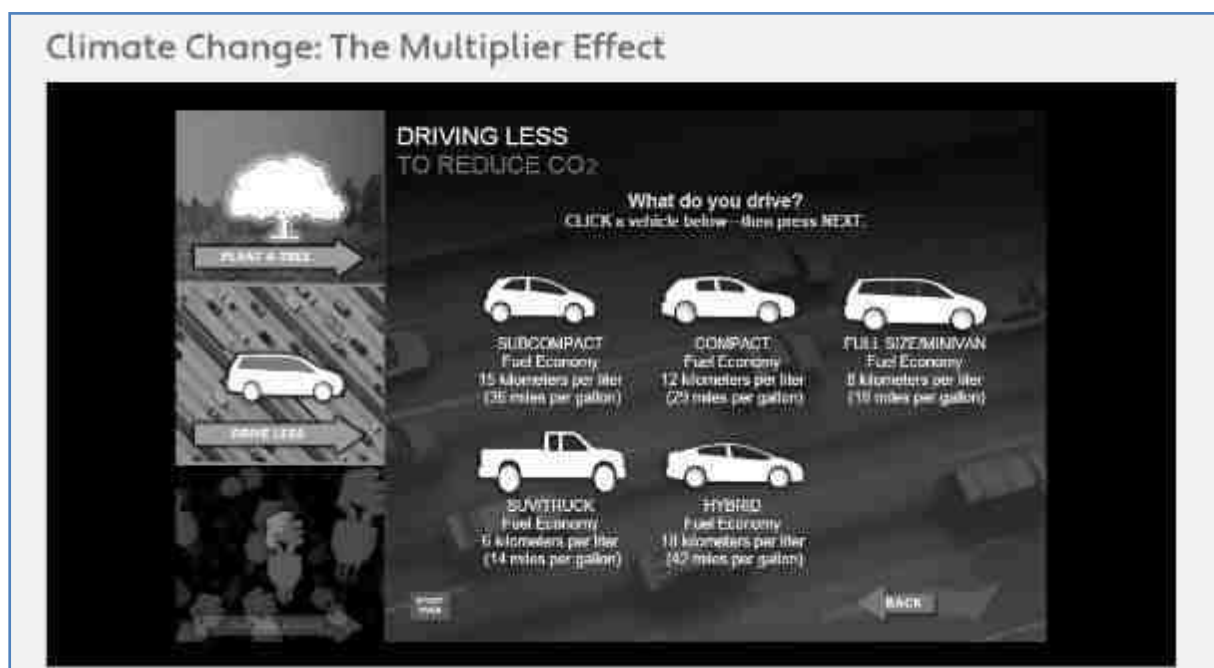 Climate Change: The Multiplier Effect
DRIVING LESS
TO REDUCE CO2
What do you drive?
CLICK a vehicle below then press NEXT
PLANT A TREE
DRIVE LESS
SUBCOMPACT
Fuel Economy
15 kilometers per liter
(36 miles per gallon)
COMPACT
Fuel Economy
12 kilometers per liter
(29 miles per gallon)
FULL SIZE/MINIVAN
Fuel Economy
8 kilometers per liter
(18 miles per gallon)
SUV/TRUCK
Fuel Economy
6 kilometers per liter
(14 miles per gallon)
HYBRID
Fuel Economy
18 kilometers per liter
(42 miles per gallon)
BACK